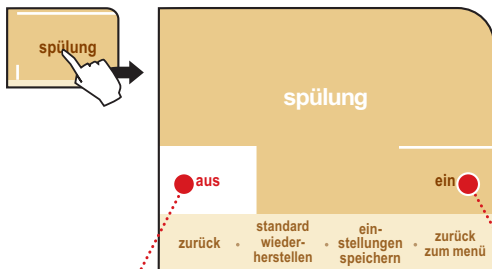 spülung
spülung
aus
ein
zurück
standard
wieder-
herstellen
ein-
stellungen
speichern
zurück
zum menü